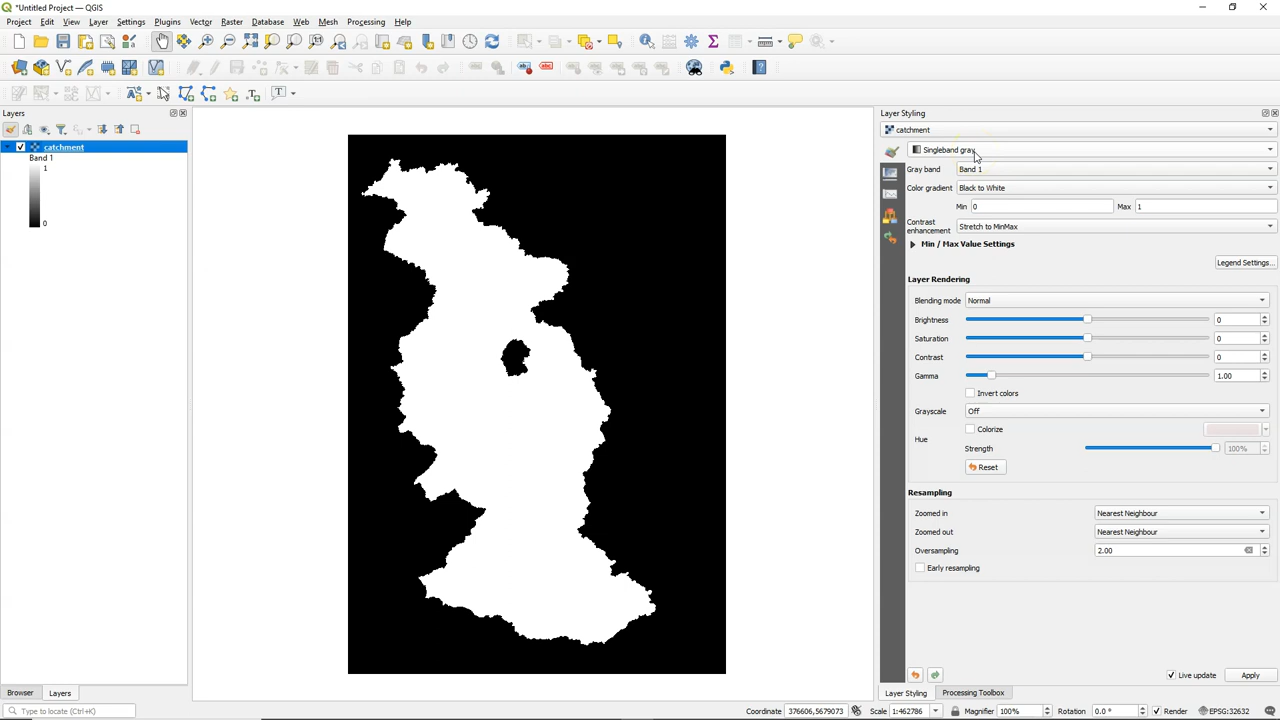 *Untitled Project — QGIS
Project Edit View Layer Settings Plugins Vector Raster Database Web Mesh Processing Help
Layers
catchment
Band 1
1
0
Browser
Layers
Layer Styling
catchment
Singleband gray
Gray band Band 1
Color gradient Black to White
Min 0 Max 1
Contrast enhancement Stretch to MinMax
Min / Max Value Settings
Legend Settings...
Layer Rendering
Blending mode Normal
Brightness 0
Saturation 0
Contrast 0
Gamma 1.00
Invert colors
Grayscale Off
Hue
Colorize
Strength 100%
Reset
Resampling
Zoomed in Nearest Neighbour
Zoomed out Nearest Neighbour
Oversampling 2.00
Early resampling
Live update Apply
Layer Styling Processing Toolbox
Type to locate (Ctrl+K)
Coordinate 376606,5679073 Scale 1:462786 Magnifier 100% Rotation 0.0 ° Render EPSG:32632